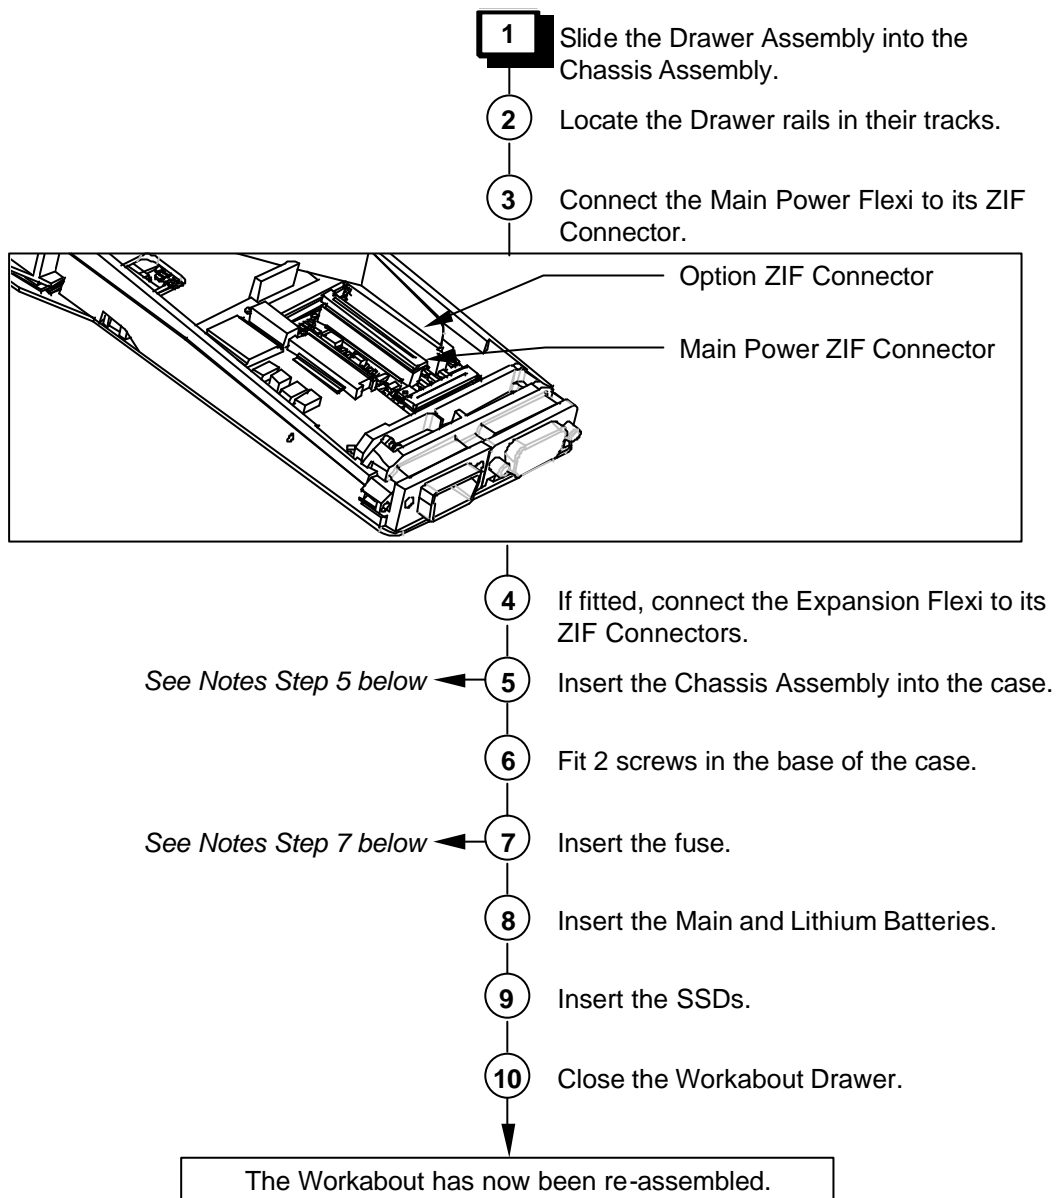 1
Slide the Drawer Assembly into the
Chassis Assembly.
2
Locate the Drawer rails in their tracks.
3
Connect the Main Power Flexi to its ZIF
Connector.
Option ZIF Connector
Main Power ZIF Connector
4
If fitted, connect the Expansion Flexi to its
ZIF Connectors.
See Notes Step 5 below
5
Insert the Chassis Assembly into the case.
6
Fit 2 screws in the base of the case.
See Notes Step 7 below
7
Insert the fuse.
8
Insert the Main and Lithium Batteries.
9
Insert the SSDs.
10
Close the Workabout Drawer.
The Workabout has now been re-assembled.